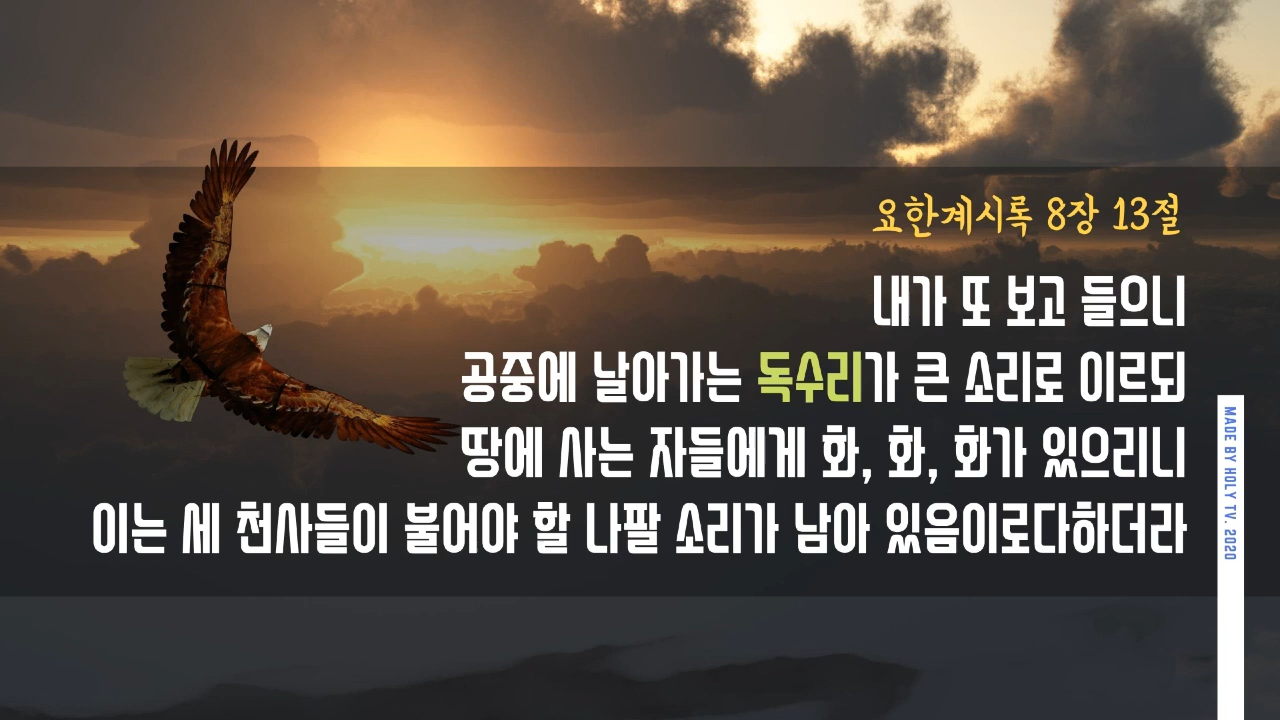 요한계시록 8장 13절
내가 또 보고 들으니
공중에 날아가는 독수리가 큰 소리로 이르되
땅에 사는 자들에게 화, 화, 화가 있으리니
이는 세 천사들이 불어야 할 나팔 소리가 남아 있음이로다하더라
MADE BY HOLY TV. 2020